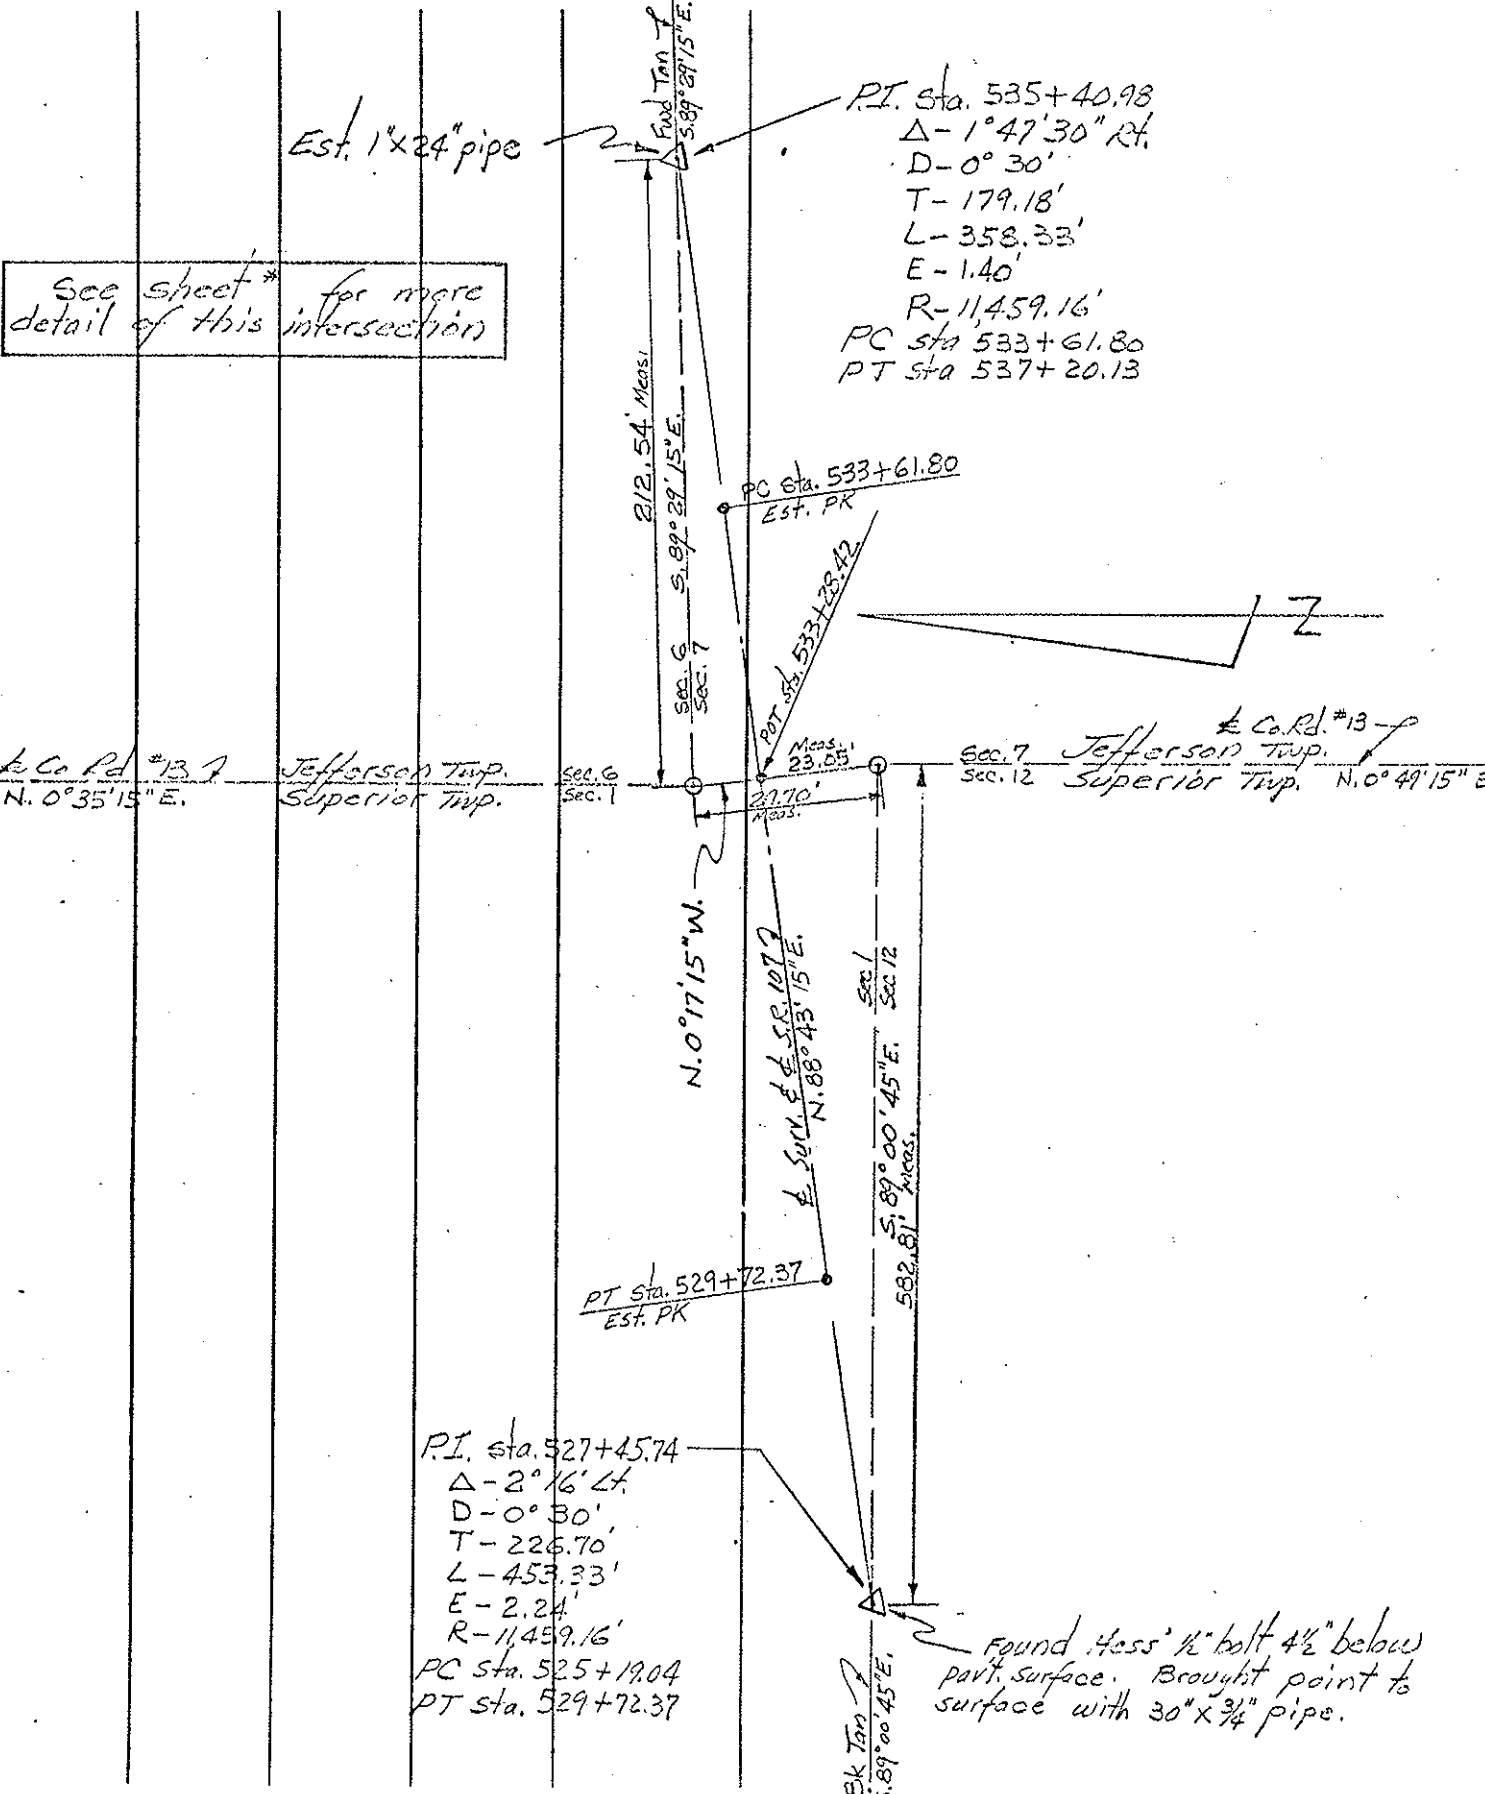 Fwd Tan
S.89°29'15"E.
Est. 1"x24" pipe
P.I. Sta. 535+40.98
Δ- 1°47'30" Rt.
D- 0°30'
T- 179.18'
L- 358.33'
E- 1.40'
R- 11,459.16'
PC sta 533+61.80
PT sta 537+20.13
See sheet # for more
detail of this intersection
212.54' Meas.
S.89°29'15"E.
Sec. 6
Sec. 7
PC Sta. 533+61.80
Est. PK
POT Sta. 533+28.42
Z
℄ Co Rd #13
N. 0°35'15"E.
Jefferson Twp.
Superior Twp.
Sec. 6
Sec. 1
Meas.
23.05'
Meas.
Sec. 7
Sec. 12
Jefferson Twp.
Superior Twp.
℄ Co. Rd. #13
N. 0°49'15"E
N. 0°17'15"W.
℄ Surv. & ℄ S.R. 107
N. 88°43'15"E.
Sec 1
Sec 12
S. 89°00'45"E.
582.81' Meas.
PT Sta. 529+72.37
Est. PK
P.I. sta. 527+45.74
Δ- 2°16' Lt.
D- 0°30'
T- 226.70'
L- 453.33'
E- 2.24'
R- 11,459.16'
PC Sta. 525+19.04
PT Sta. 529+72.37
Found Hess' ½" bolt 4½" below
pav't. surface. Brought point to
surface with 30" x ¾" pipe.
Bk Tan
S.89°00'45"E.